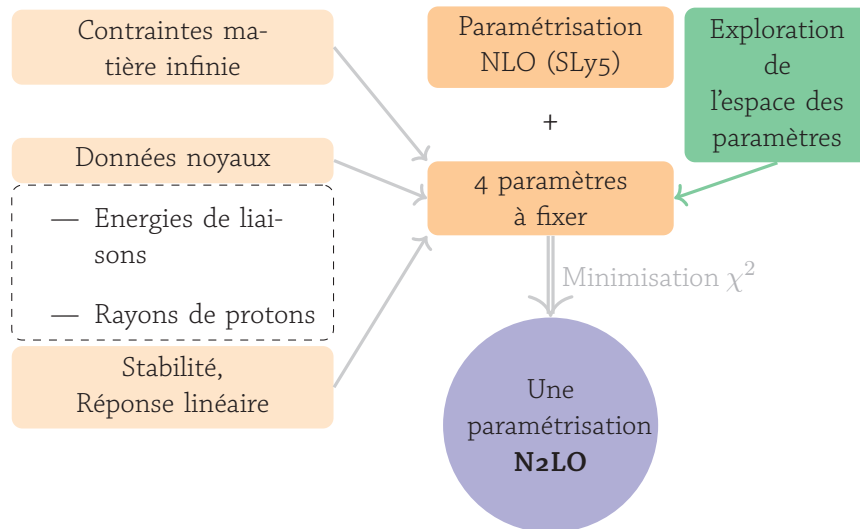 Contraintes ma-
tière infinie
Paramétrisation
NLO (SLy5)
Exploration
de
l'espace des
paramètres
+
Données noyaux
— Energies de liai-
sons
— Rayons de protons
4 paramètres
à fixer
Minimisation χ²
Stabilité,
Réponse linéaire
Une
paramétrisation
N2LO